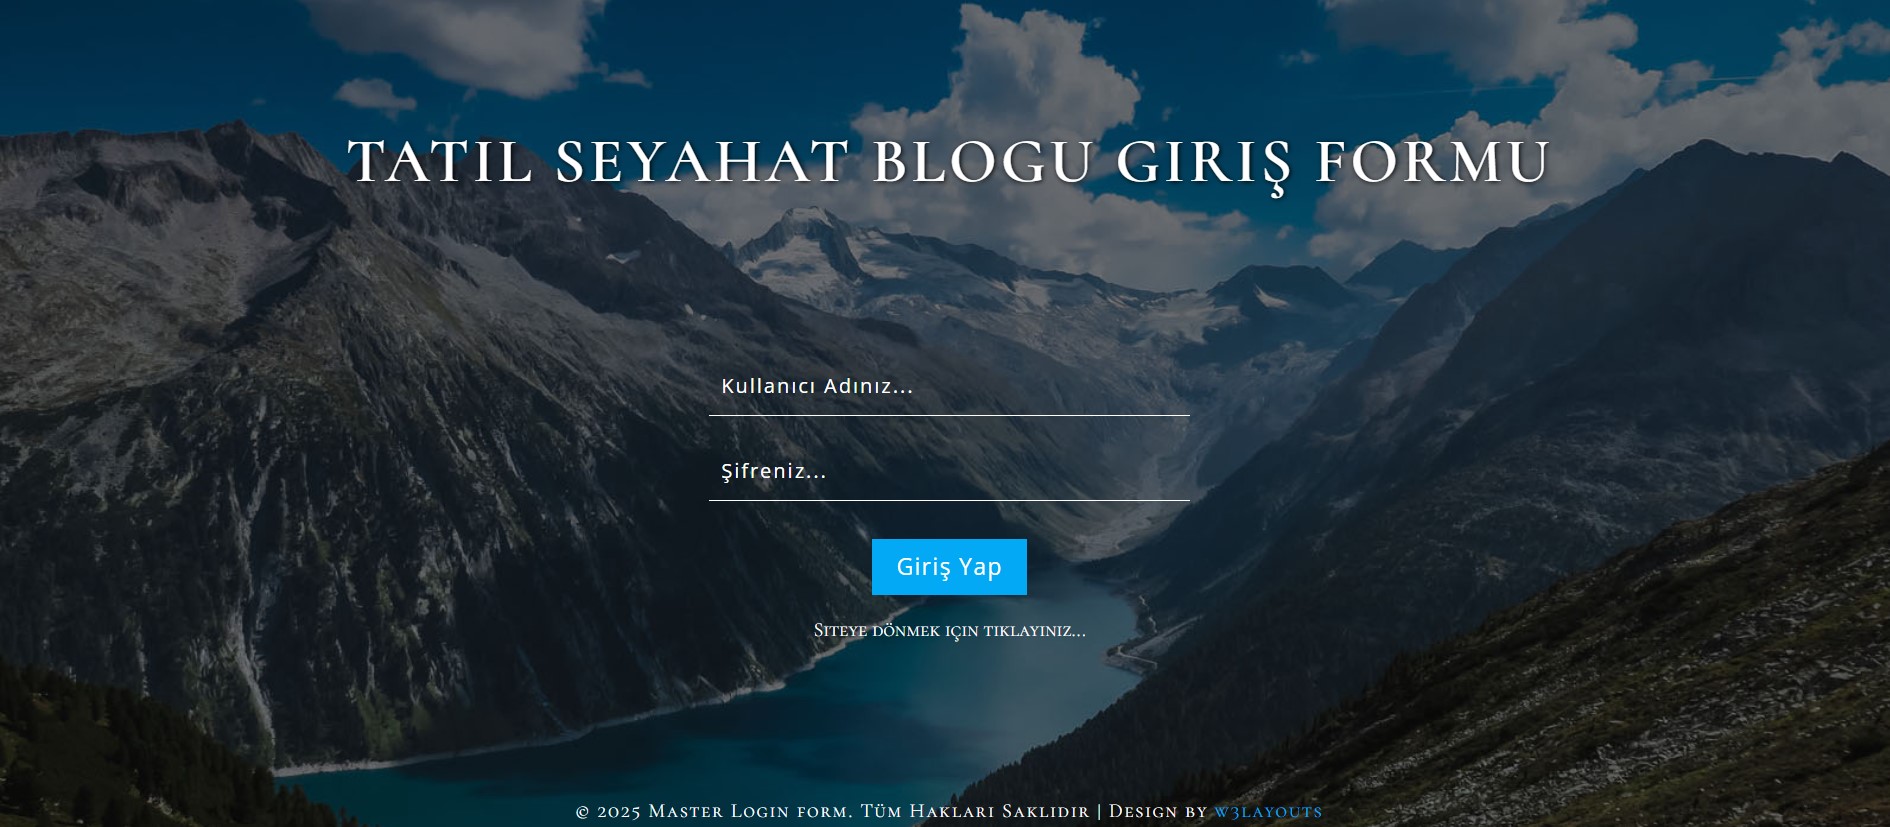 TATIL SEYAHAT BLOGU GIRIŞ FORMU
Kullanıcı Adınız...
Şifreniz...
Giriş Yap
Siteye dönmek için tıklayınız...
© 2025 Master Login form. Tüm Hakları Saklıdır | Design by w3layouts